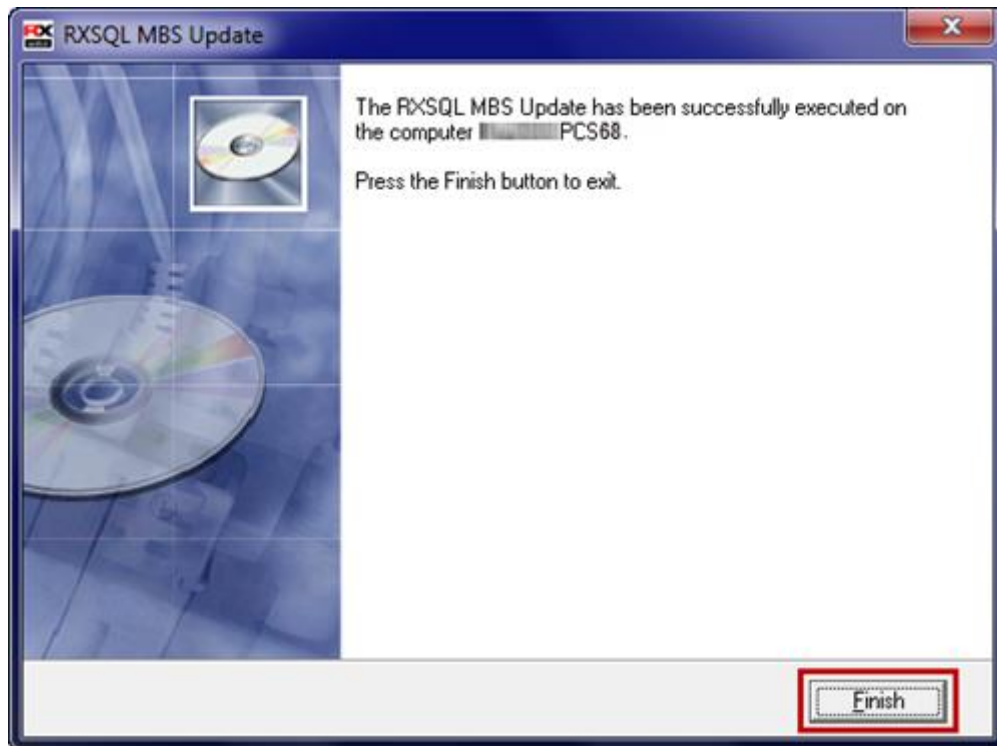 RXSQL MBS Update
The RXSQL MBS Update has been successfully executed on
the computer PCS68.
Press the Finish button to exit.
Finish